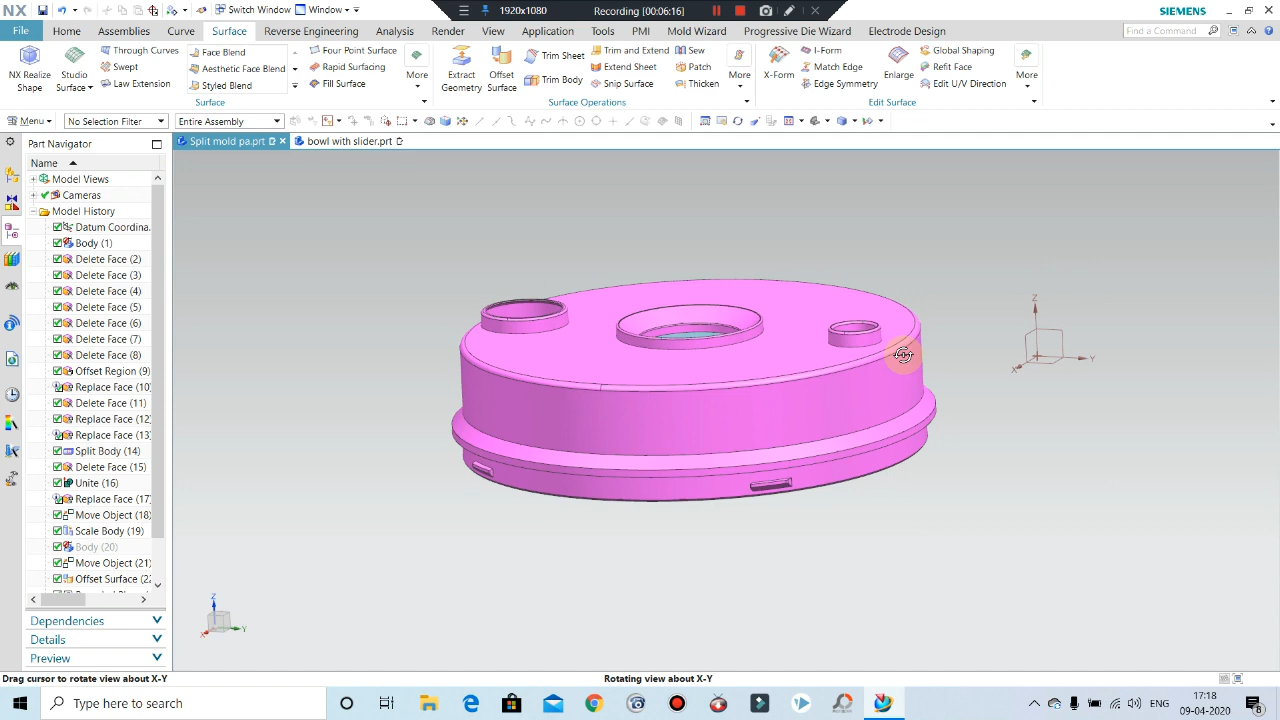 NX Switch Window Window 1920x1080 Recording [00:06:16] SIEMENS
File Home Assemblies Curve Surface Reverse Engineering Analysis Render View Application Tools PMI Mold Wizard Progressive Die Wizard Electrode Design Find a Command
NX Realize Shape
Studio Surface
Through Curves
Swept
Law Extension
Face Blend
Aesthetic Face Blend
Styled Blend
Four Point Surface
Rapid Surfacing
Fill Surface
More
Surface
Extract Geometry
Offset Surface
Trim Sheet
Trim Body
Trim and Extend
Extend Sheet
Snip Surface
Sew
Patch
Thicken
More
Surface Operations
X-Form
I-Form
Match Edge
Edge Symmetry
Enlarge
Global Shaping
Refit Face
Edit U/V Direction
More
Edit Surface
Menu No Selection Filter Entire Assembly
Part Navigator
Split mold pa.prt bowl with slider.prt
Name
Model Views
Cameras
Model History
Datum Coordina
Body (1)
Delete Face (2)
Delete Face (3)
Delete Face (4)
Delete Face (5)
Delete Face (6)
Delete Face (7)
Delete Face (8)
Offset Region (9)
Replace Face (10)
Delete Face (11)
Replace Face (12)
Replace Face (13)
Split Body (14)
Delete Face (15)
Unite (16)
Replace Face (17)
Move Object (18)
Scale Body (19)
Body (20)
Move Object (21)
Offset Surface (22
Dependencies
Details
Preview
Z
Y
X
Z
Y
X
Drag cursor to rotate view about X-Y Rotating view about X-Y
Type here to search
ENG
17:18
09-04-2020